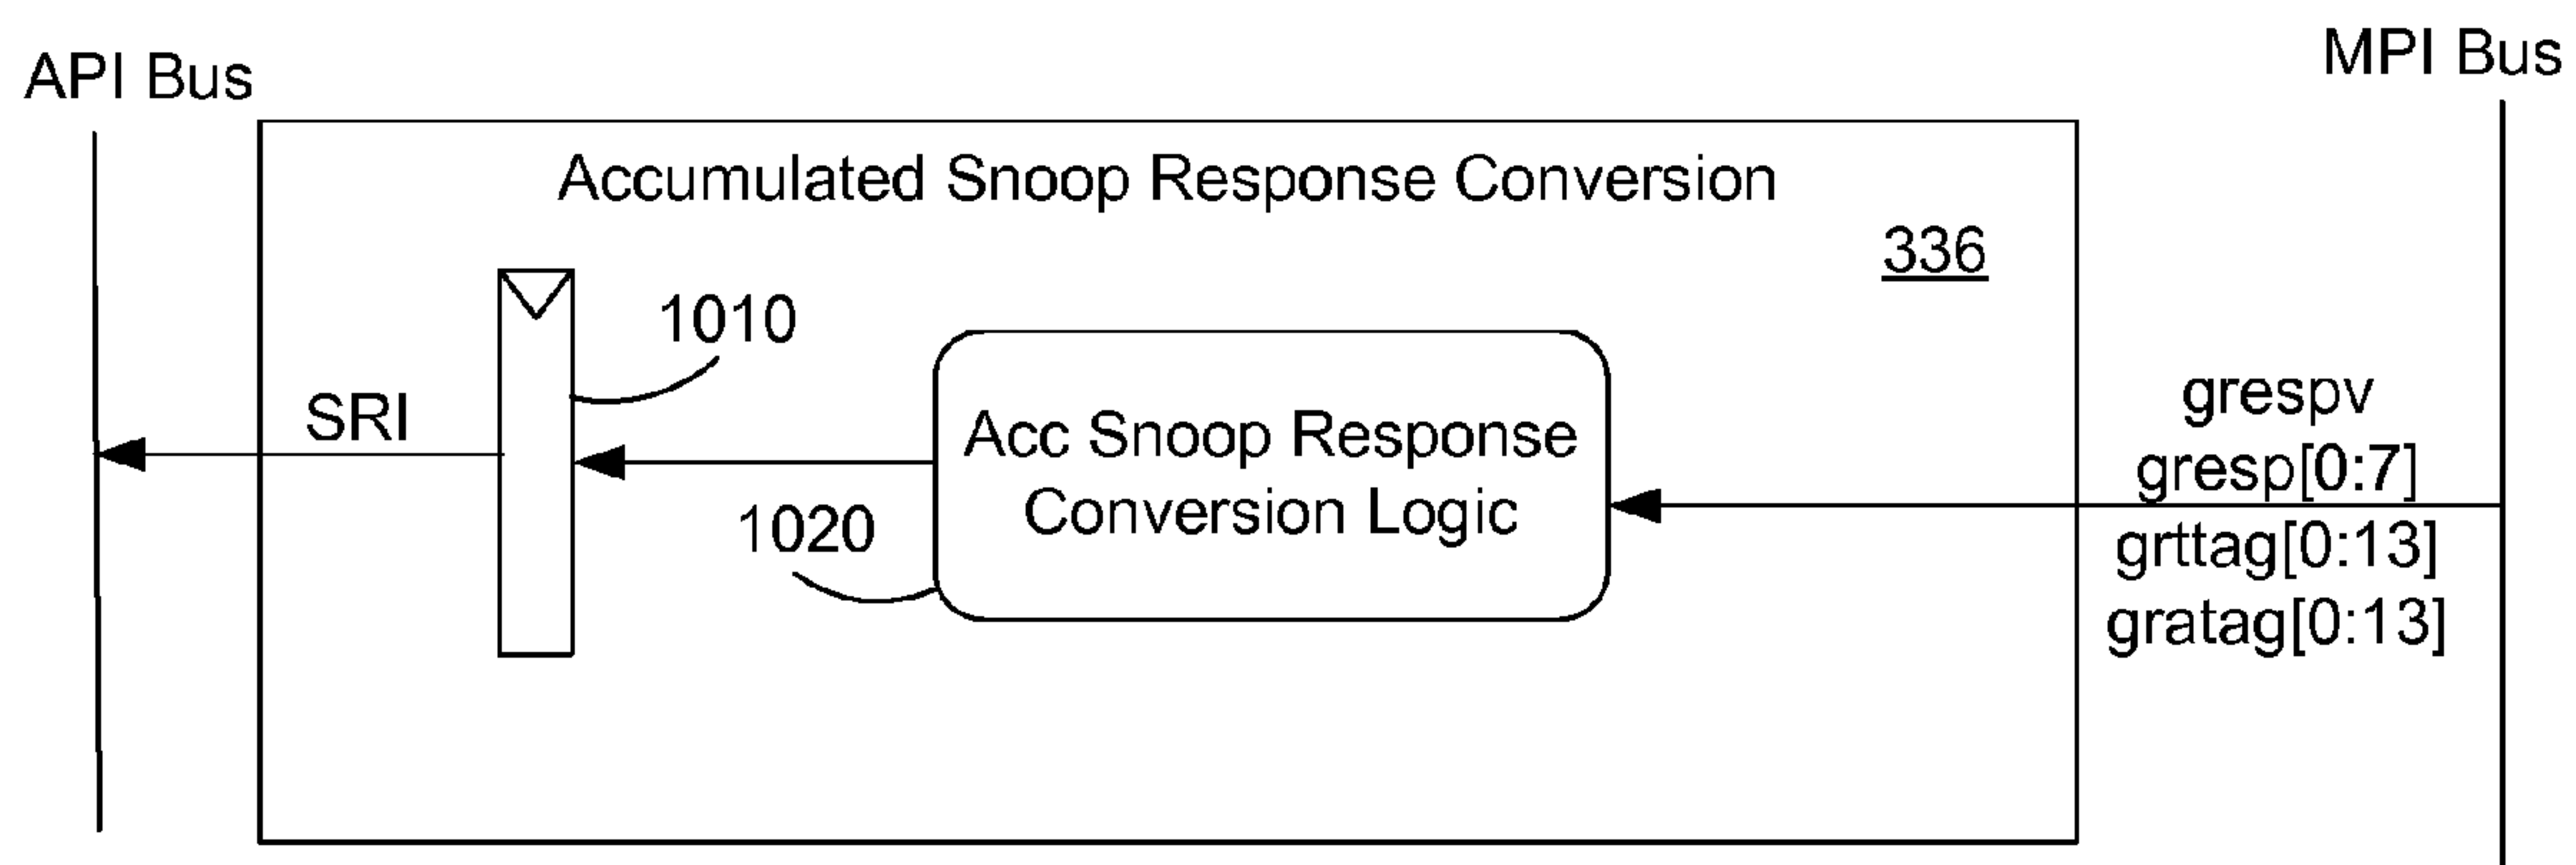 API Bus
MPI Bus
Accumulated Snoop Response Conversion
336
1010
SRI
Acc Snoop Response
Conversion Logic
1020
grespv
gresp[0:7]
grttag[0:13]
gratag[0:13]